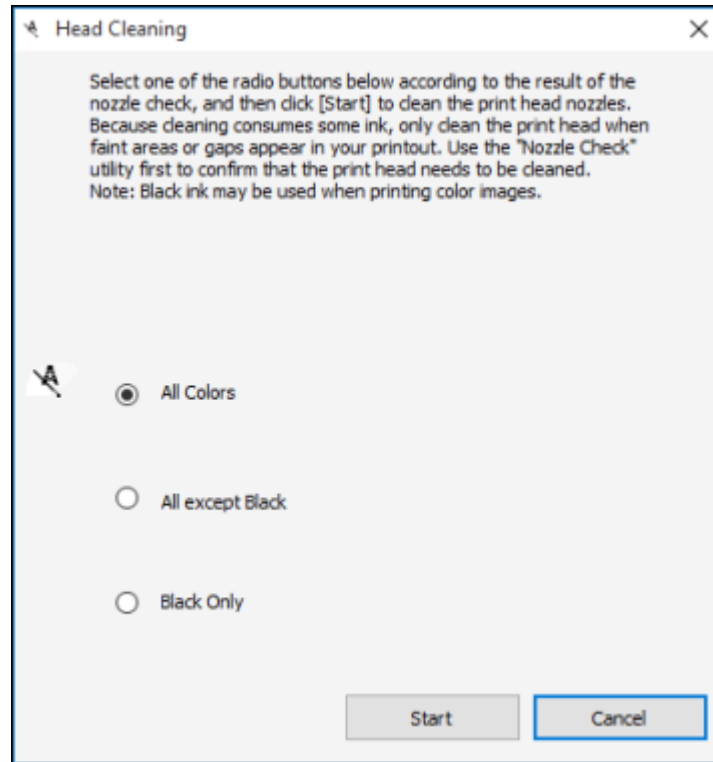 Head Cleaning
Select one of the radio buttons below according to the result of the
nozzle check, and then click [Start] to clean the print head nozzles.
Because cleaning consumes some ink, only clean the print head when
faint areas or gaps appear in your printout. Use the "Nozzle Check"
utility first to confirm that the print head needs to be cleaned.
Note: Black ink may be used when printing color images.
All Colors
All except Black
Black Only
Start
Cancel